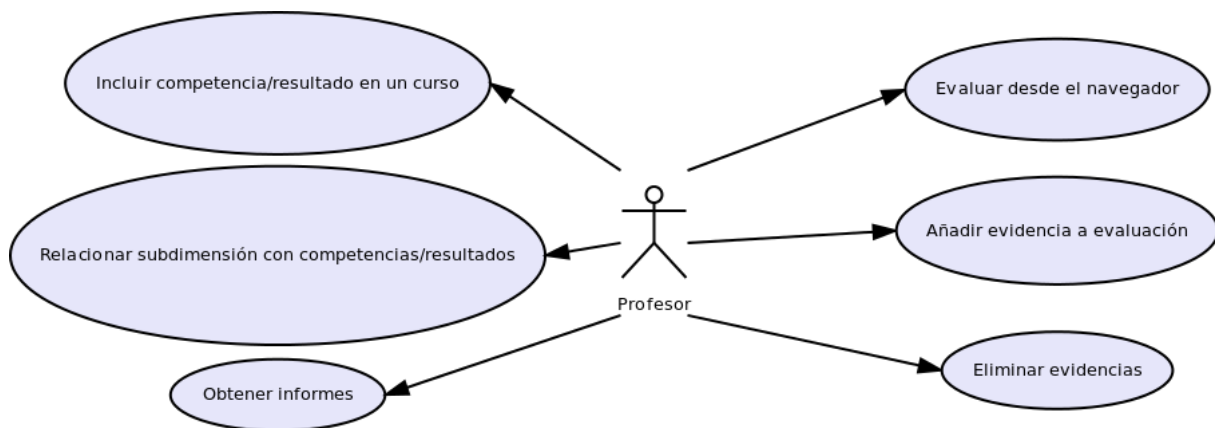 Incluir competencia/resultado en un curso
Evaluar desde el navegador
Relacionar subdimensión con competencias/resultados
Añadir evidencia a evaluación
Profesor
Obtener informes
Eliminar evidencias